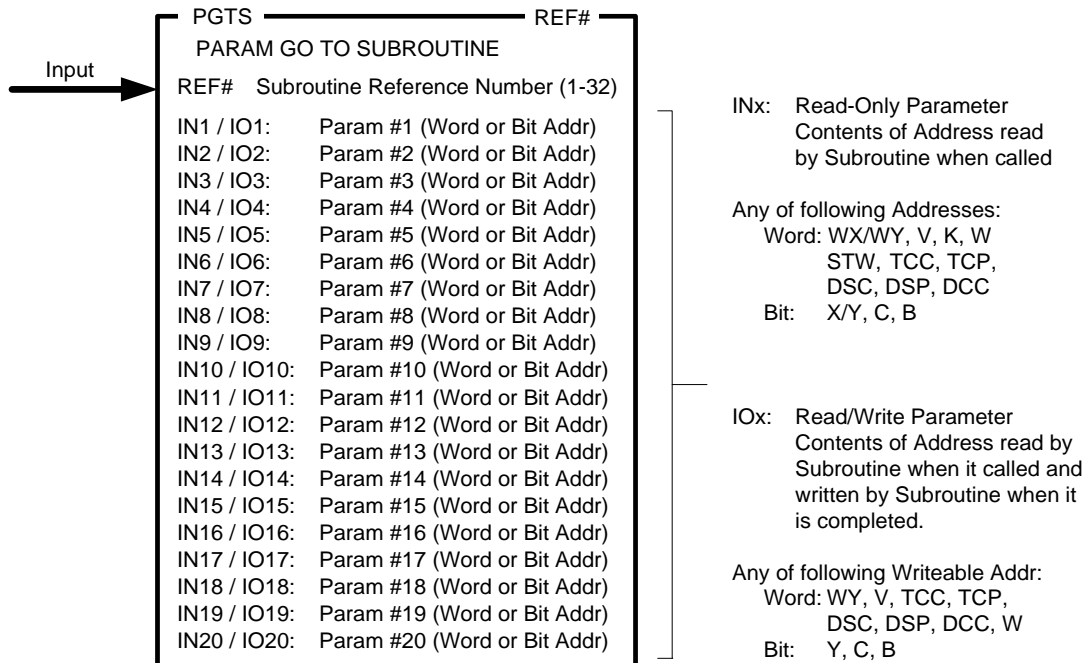 PGTS REF#
PARAM GO TO SUBROUTINE
Input
REF# Subroutine Reference Number (1-32)
IN1 / IO1: Param #1 (Word or Bit Addr)
IN2 / IO2: Param #2 (Word or Bit Addr)
IN3 / IO3: Param #3 (Word or Bit Addr)
IN4 / IO4: Param #4 (Word or Bit Addr)
IN5 / IO5: Param #5 (Word or Bit Addr)
IN6 / IO6: Param #6 (Word or Bit Addr)
IN7 / IO7: Param #7 (Word or Bit Addr)
IN8 / IO8: Param #8 (Word or Bit Addr)
IN9 / IO9: Param #9 (Word or Bit Addr)
IN10 / IO10: Param #10 (Word or Bit Addr)
IN11 / IO11: Param #11 (Word or Bit Addr)
IN12 / IO12: Param #12 (Word or Bit Addr)
IN13 / IO13: Param #13 (Word or Bit Addr)
IN14 / IO14: Param #14 (Word or Bit Addr)
IN15 / IO15: Param #15 (Word or Bit Addr)
IN16 / IO16: Param #16 (Word or Bit Addr)
IN17 / IO17: Param #17 (Word or Bit Addr)
IN18 / IO18: Param #18 (Word or Bit Addr)
IN19 / IO19: Param #19 (Word or Bit Addr)
IN20 / IO20: Param #20 (Word or Bit Addr)
INx: Read-Only Parameter
Contents of Address read
by Subroutine when called
Any of following Addresses:
Word: WX/WY, V, K, W
STW, TCC, TCP,
DSC, DSP, DCC
Bit: X/Y, C, B
IOx: Read/Write Parameter
Contents of Address read by
Subroutine when it called and
written by Subroutine when it
is completed.
Any of following Writeable Addr:
Word: WY, V, TCC, TCP,
DSC, DSP, DCC, W
Bit: Y, C, B